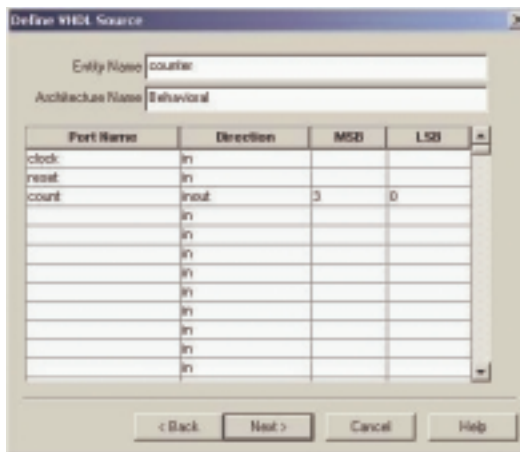 Define VHDL Source
Entity Name counter
Architecture Name Behavioral
Port Name Direction MSB LSB
clock in
reset in
count inout 3 0
in
in
in
in
in
in
in
in
in
< Back Next > Cancel Help